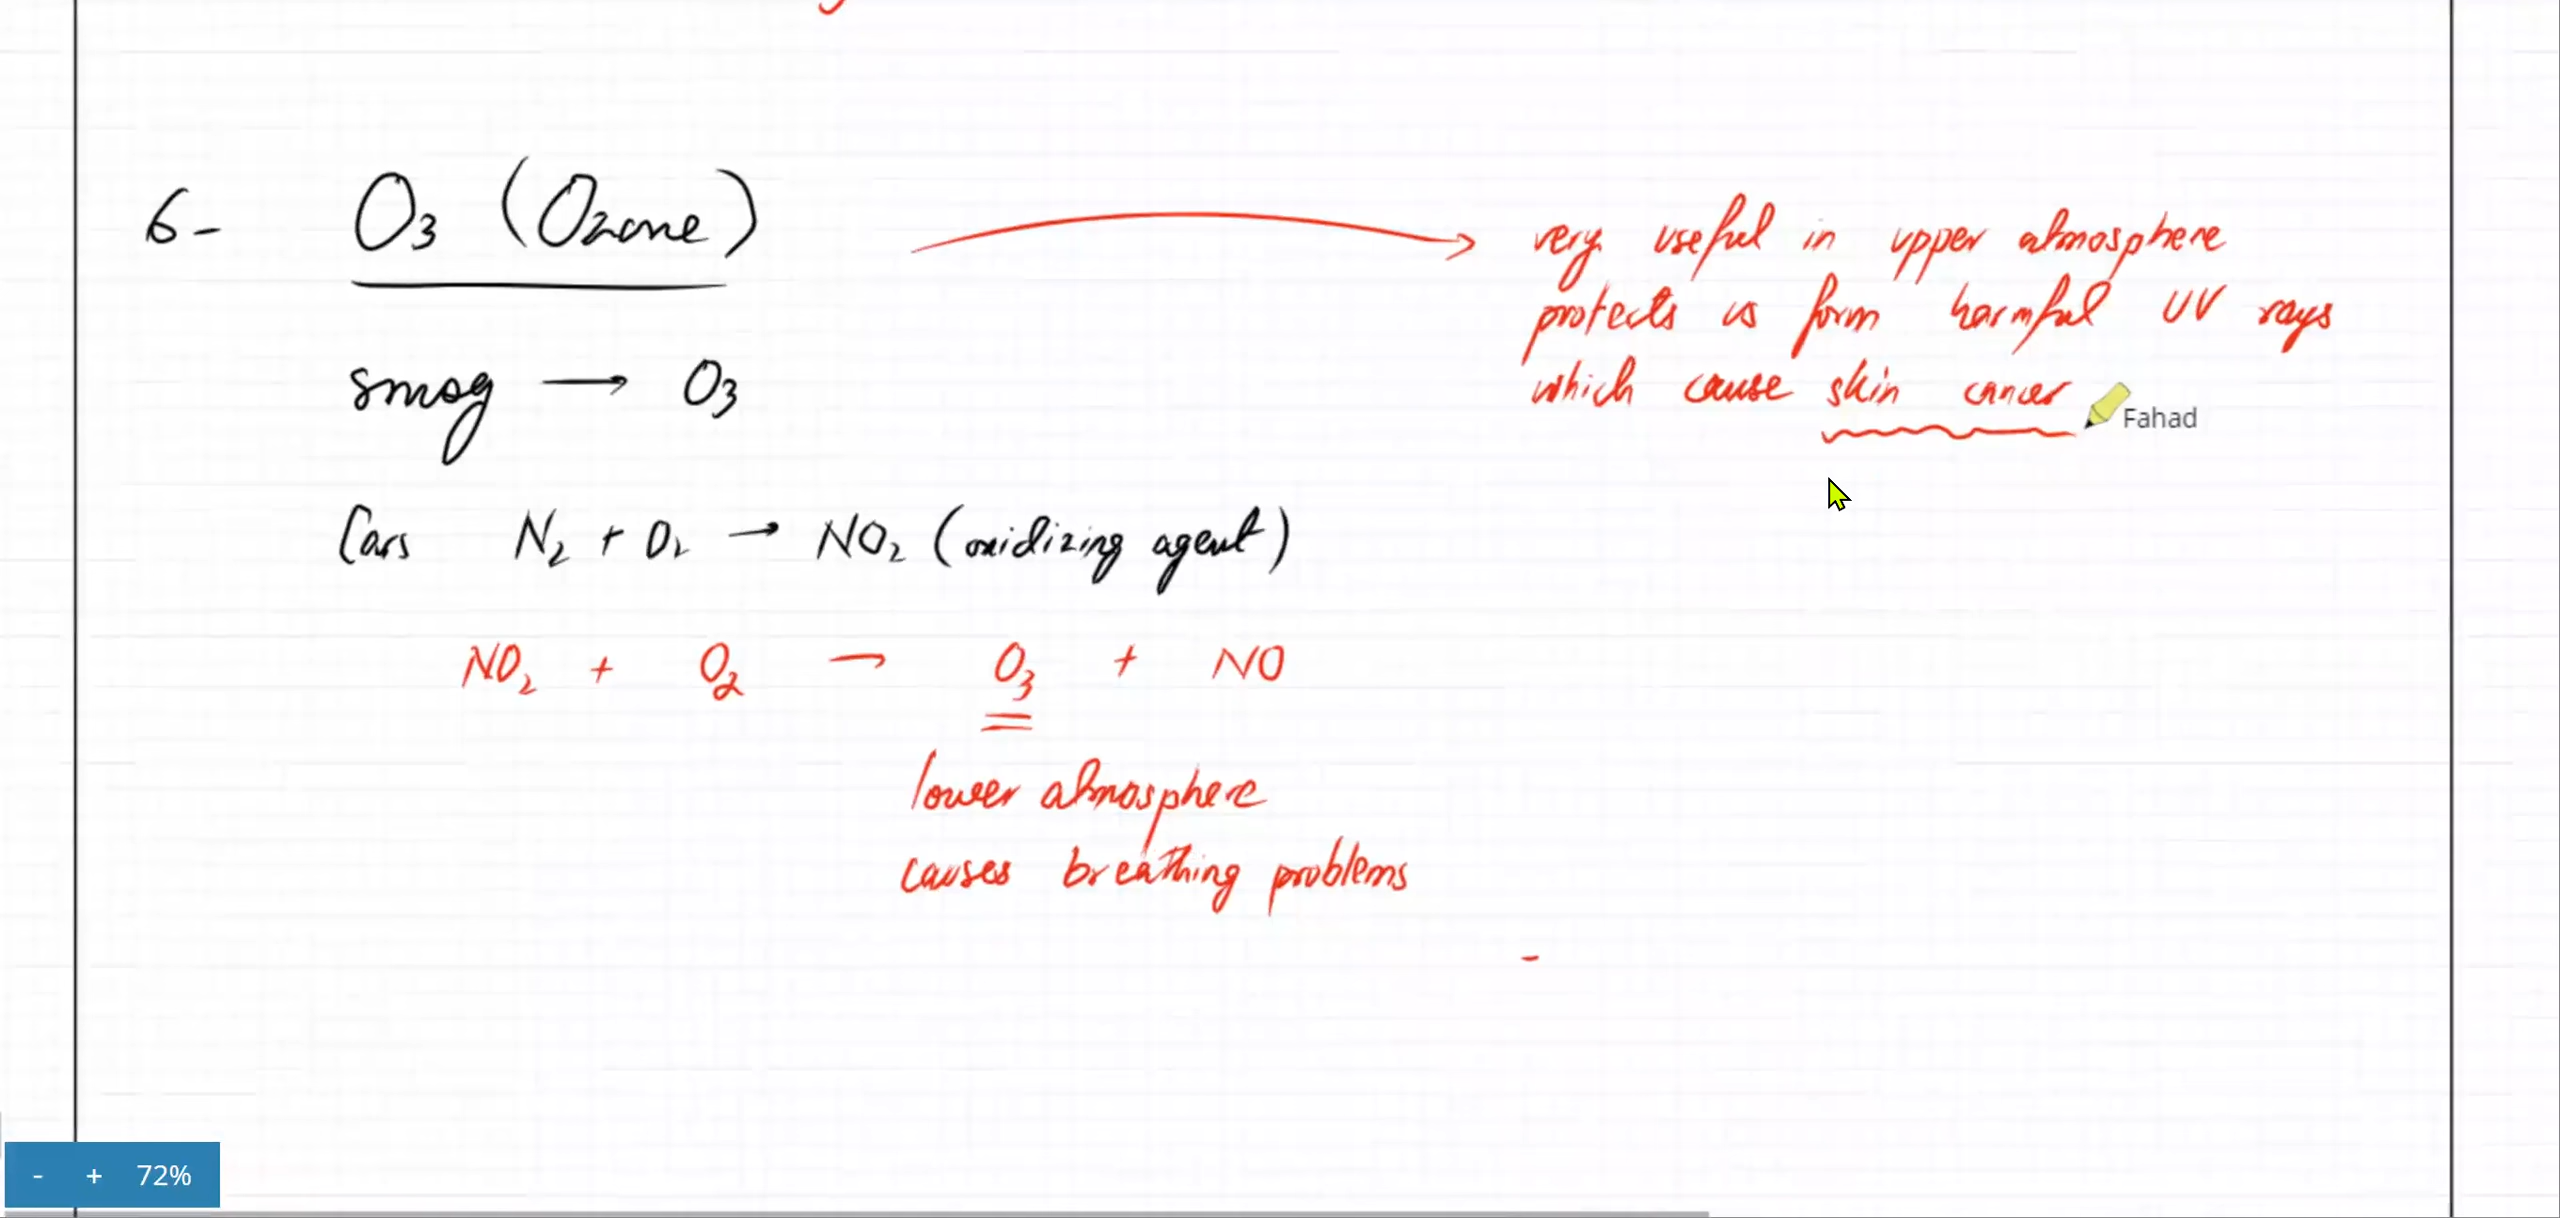 6- O3 (Ozone)
very useful in upper atmosphere
protects us form harmful UV rays
which cause skin cancer
Fahad
smog → O3
Cars N2 + O2 → NO2 (oxidizing agent)
NO2 + O2 → O3 + NO
lower atmosphere
causes breathing problems
-
- + 72%